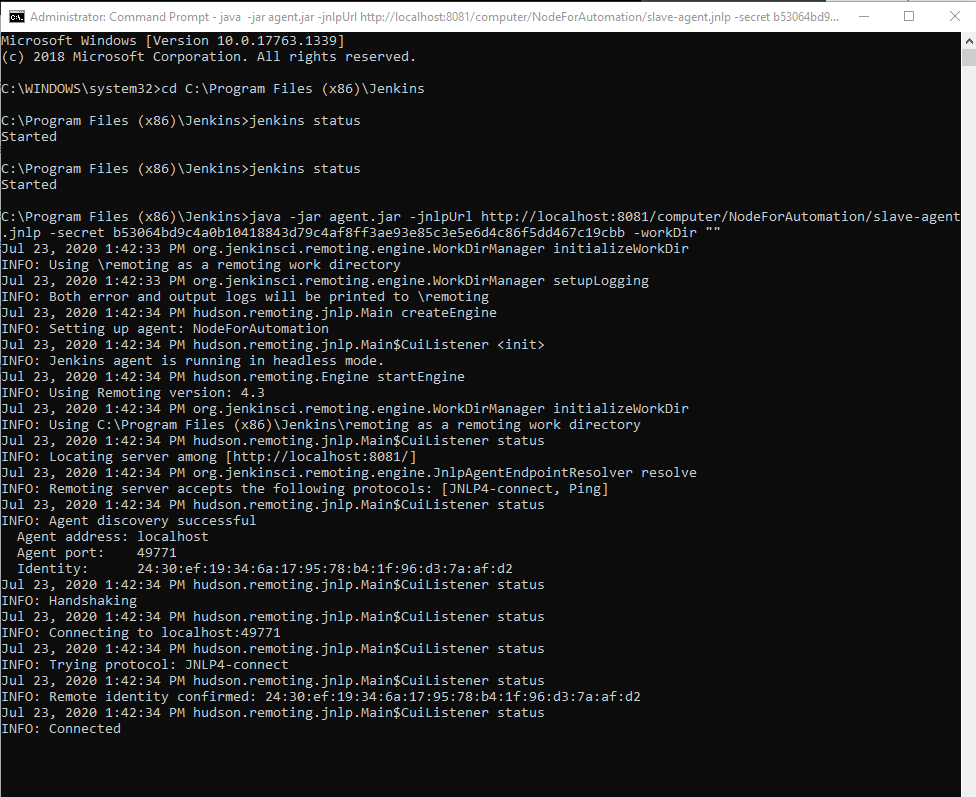 Administrator: Command Prompt - java  -jar agent.jar -jnlpUrl http://localhost:8081/computer/NodeForAutomation/slave-agent.jnlp -secret b53064bd9...
Microsoft Windows [Version 10.0.17763.1339]
(c) 2018 Microsoft Corporation. All rights reserved.
C:\WINDOWS\system32>cd C:\Program Files (x86)\Jenkins
C:\Program Files (x86)\Jenkins>jenkins status
Started
C:\Program Files (x86)\Jenkins>jenkins status
Started
C:\Program Files (x86)\Jenkins>java -jar agent.jar -jnlpUrl http://localhost:8081/computer/NodeForAutomation/slave-agent
.jnlp -secret b53064bd9c4a0b10418843d79c4af8ff3ae93e85c3e5e6d4c86f5dd467c19cbb -workDir ""
Jul 23, 2020 1:42:33 PM org.jenkinsci.remoting.engine.WorkDirManager initializeWorkDir
INFO: Using \remoting as a remoting work directory
Jul 23, 2020 1:42:33 PM org.jenkinsci.remoting.engine.WorkDirManager setupLogging
INFO: Both error and output logs will be printed to \remoting
Jul 23, 2020 1:42:34 PM hudson.remoting.jnlp.Main createEngine
INFO: Setting up agent: NodeForAutomation
Jul 23, 2020 1:42:34 PM hudson.remoting.jnlp.Main$CuiListener <init>
INFO: Jenkins agent is running in headless mode.
Jul 23, 2020 1:42:34 PM hudson.remoting.Engine startEngine
INFO: Using Remoting version: 4.3
Jul 23, 2020 1:42:34 PM org.jenkinsci.remoting.engine.WorkDirManager initializeWorkDir
INFO: Using C:\Program Files (x86)\Jenkins\remoting as a remoting work directory
Jul 23, 2020 1:42:34 PM hudson.remoting.jnlp.Main$CuiListener status
INFO: Locating server among [http://localhost:8081/]
Jul 23, 2020 1:42:34 PM org.jenkinsci.remoting.engine.JnlpAgentEndpointResolver resolve
INFO: Remoting server accepts the following protocols: [JNLP4-connect, Ping]
Jul 23, 2020 1:42:34 PM hudson.remoting.jnlp.Main$CuiListener status
INFO: Agent discovery successful
  Agent address: localhost
  Agent port:    49771
  Identity:      24:30:ef:19:34:6a:17:95:78:b4:1f:96:d3:7a:af:d2
Jul 23, 2020 1:42:34 PM hudson.remoting.jnlp.Main$CuiListener status
INFO: Handshaking
Jul 23, 2020 1:42:34 PM hudson.remoting.jnlp.Main$CuiListener status
INFO: Connecting to localhost:49771
Jul 23, 2020 1:42:34 PM hudson.remoting.jnlp.Main$CuiListener status
INFO: Trying protocol: JNLP4-connect
Jul 23, 2020 1:42:34 PM hudson.remoting.jnlp.Main$CuiListener status
INFO: Remote identity confirmed: 24:30:ef:19:34:6a:17:95:78:b4:1f:96:d3:7a:af:d2
Jul 23, 2020 1:42:34 PM hudson.remoting.jnlp.Main$CuiListener status
INFO: Connected